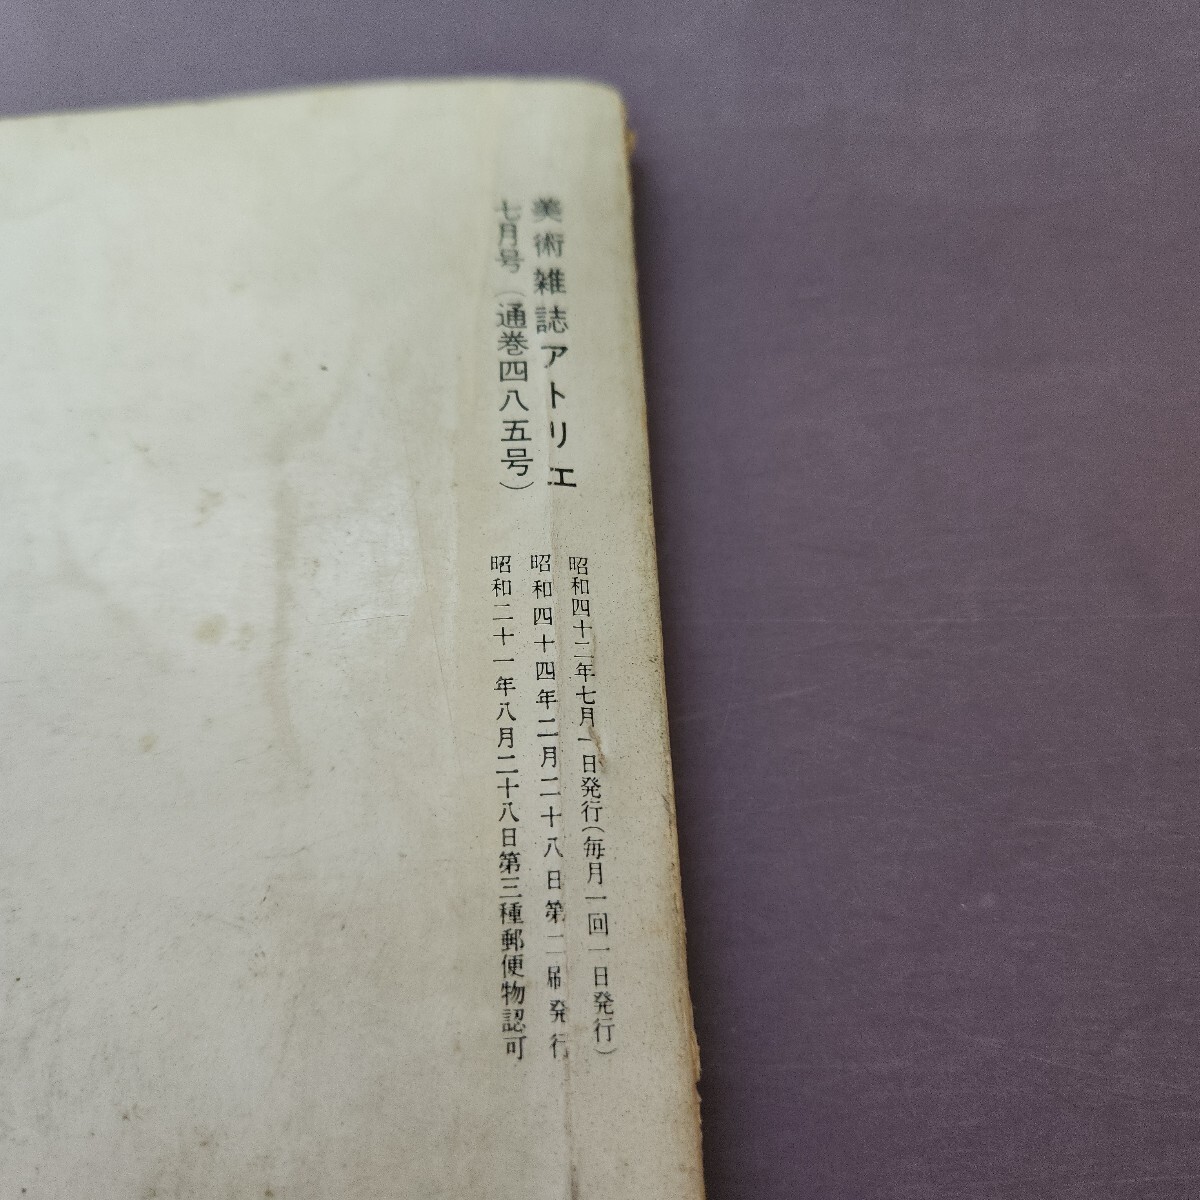 美術雑誌アトリエ
七月号（通巻四八五号）
昭和四十二年七月一日発行（毎月一回一日発行）
昭和四十四年二月二十八日第二刷発行
昭和二十一年八月二十八日第三種郵便物認可